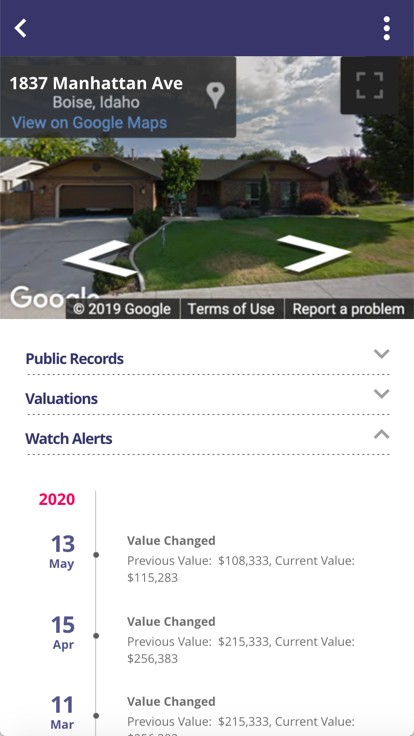 1837 Manhattan Ave
Boise, Idaho
View on Google Maps
Google
© 2019 Google
Terms of Use
Report a problem
Public Records
Valuations
Watch Alerts
2020
13
May
Value Changed
Previous Value: $108,333, Current Value:
$115,283
15
Apr
Value Changed
Previous Value: $215,333, Current Value:
$256,383
11
Mar
Value Changed
Previous Value: $215,333, Current Value: